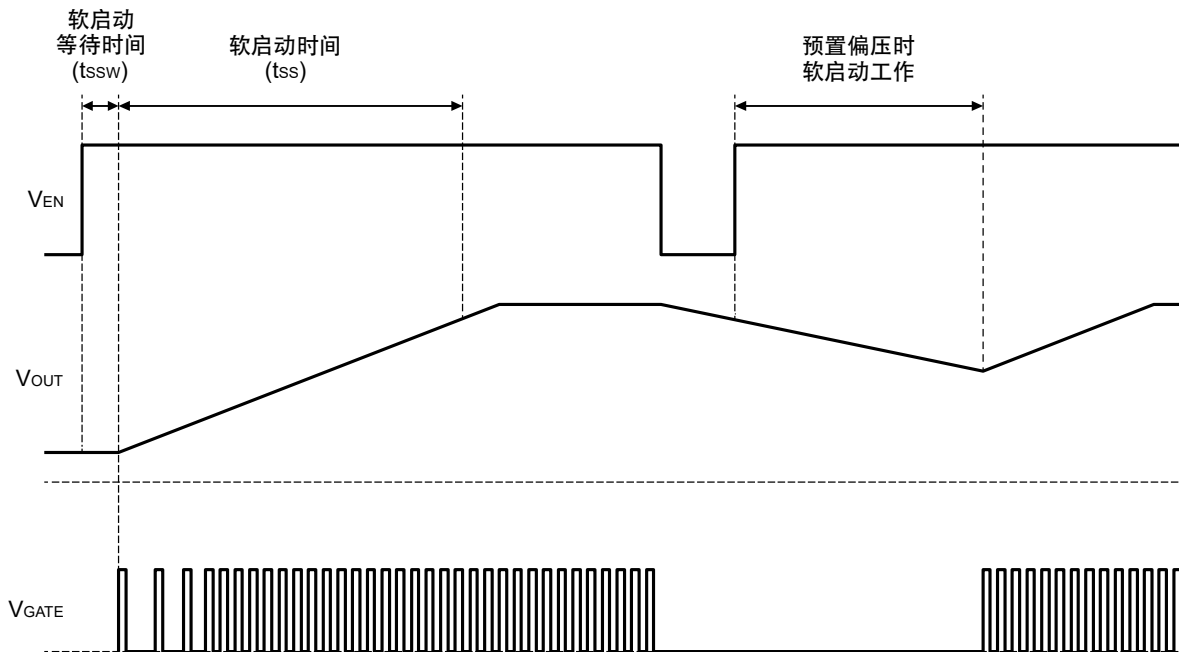 软启动
等待时间
(tssw)
软启动时间
(tss)
预置偏压时
软启动工作
VEN
VOUT
VGATE